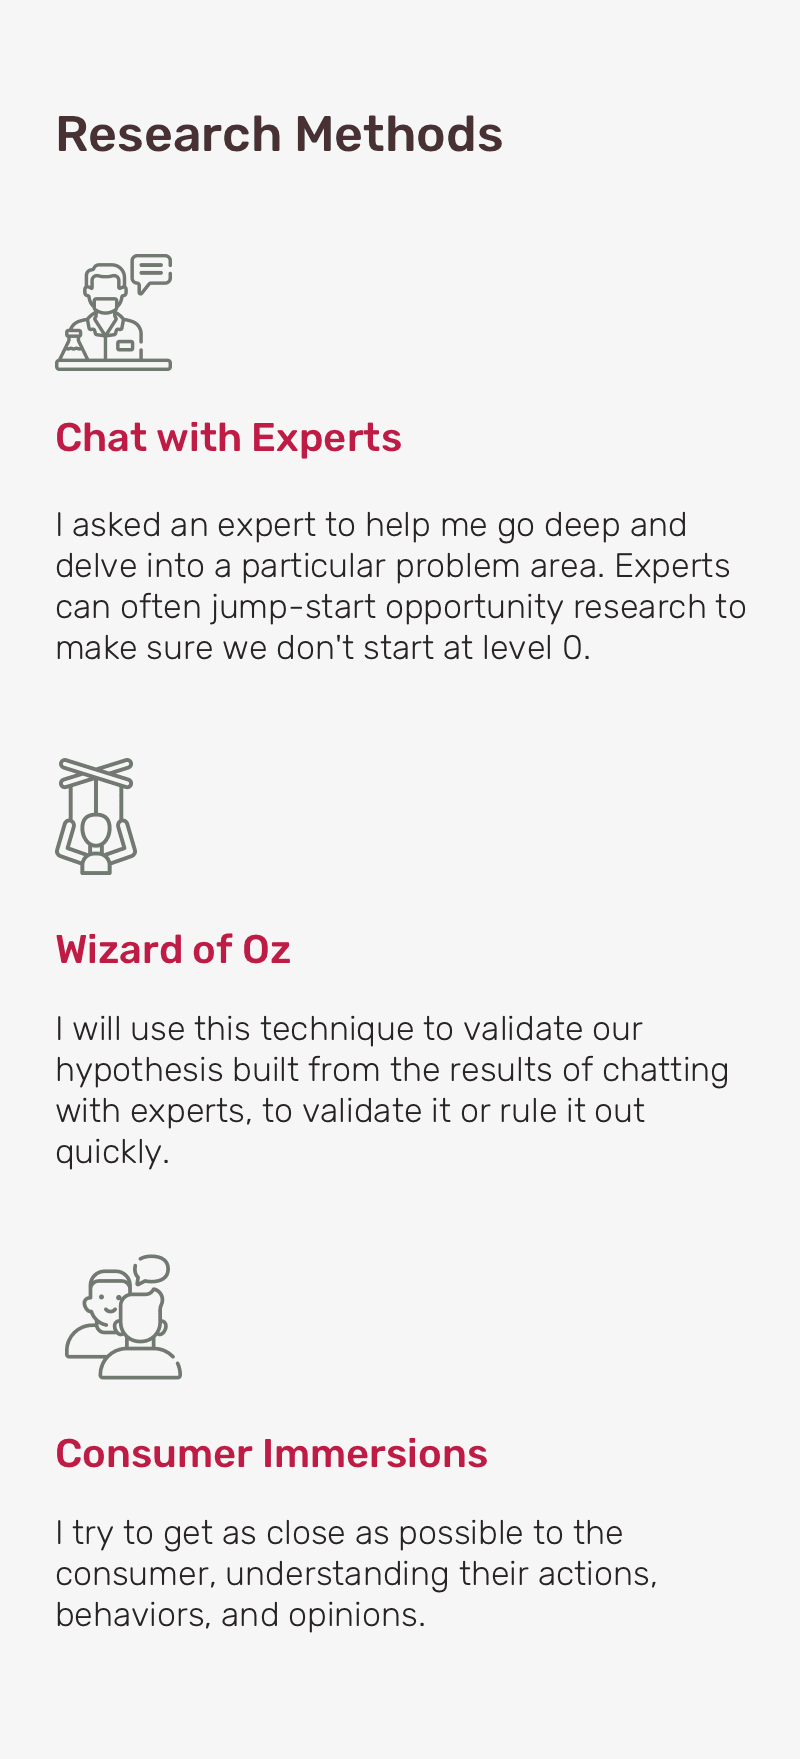 Research Methods
Chat with Experts
I asked an expert to help me go deep and
delve into a particular problem area. Experts
can often jump-start opportunity research to
make sure we don't start at level 0.
Wizard of Oz
I will use this technique to validate our
hypothesis built from the results of chatting
with experts, to validate it or rule it out
quickly.
Consumer Immersions
I try to get as close as possible to the
consumer, understanding their actions,
behaviors, and opinions.